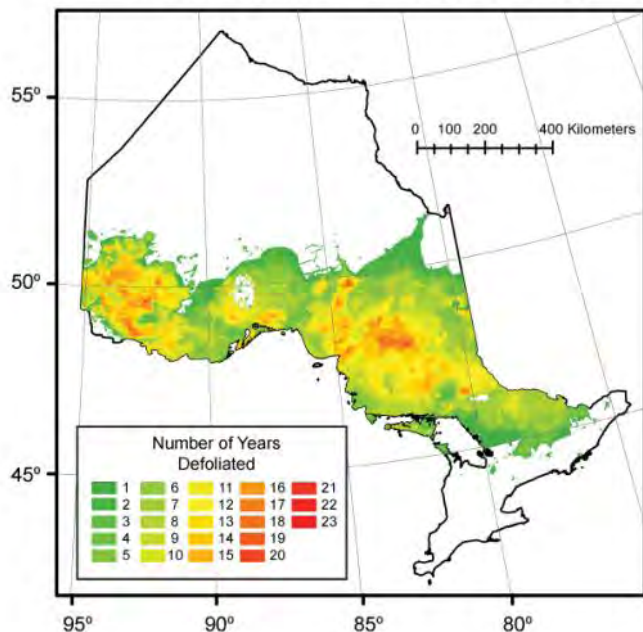 55º
0 100 200 400 Kilometers
50º
45º
Number of Years
Defoliated
1 6 11 16 21
2 7 12 17 22
3 8 13 18 23
4 9 14 19
5 10 15 20
95º 90º 85º 80º